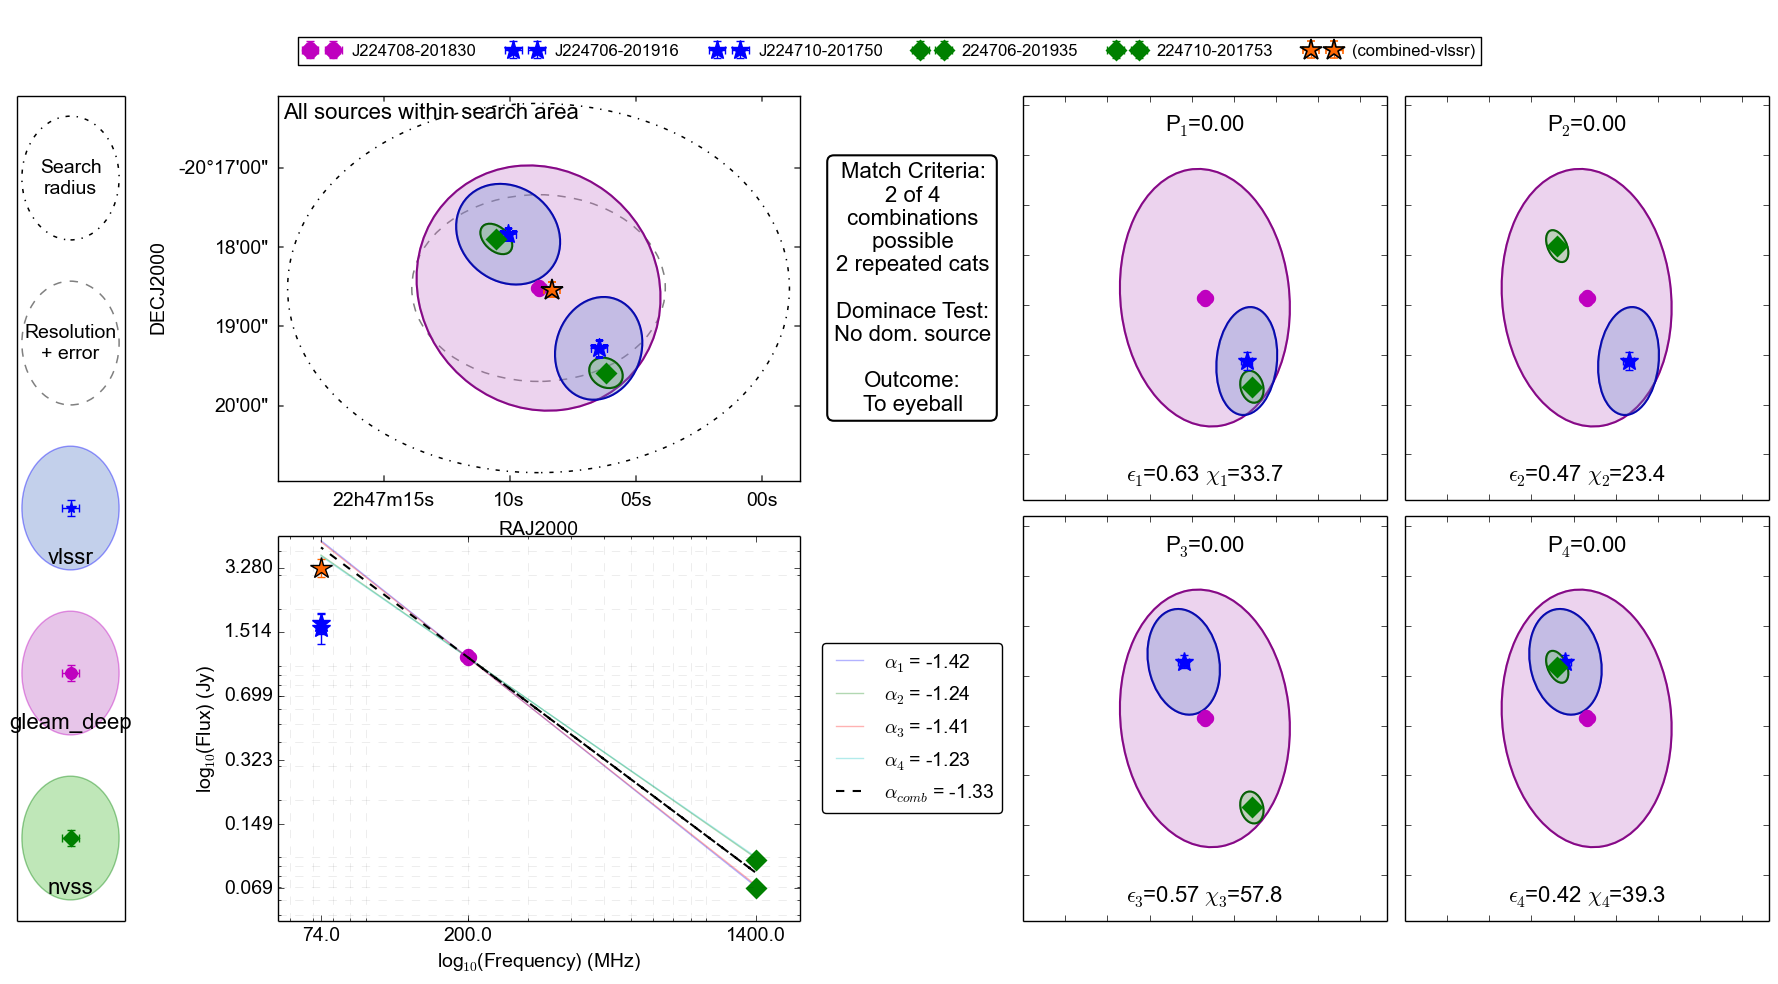 J224708-201830 J224706-201916 J224710-201750 224706-201935 224710-201753 (combined-vlssr)
Search
radius
Resolution
+ error
vlssr
gleam_deep
nvss
All sources within search area
DECJ2000
-20°17'00"
18'00"
19'00"
20'00"
22h47m15s 10s 05s 00s
RAJ2000
Match Criteria:
2 of 4
combinations
possible
2 repeated cats
Dominace Test:
No dom. source
Outcome:
To eyeball
log₁₀(Flux) (Jy)
3.280
1.514
0.699
0.323
0.149
0.069
74.0 200.0 1400.0
log₁₀(Frequency) (MHz)
α₁ = -1.42
α₂ = -1.24
α₃ = -1.41
α₄ = -1.23
α_comb = -1.33
P₁=0.00
ϵ₁=0.63 χ₁=33.7
P₂=0.00
ϵ₂=0.47 χ₂=23.4
P₃=0.00
ϵ₃=0.57 χ₃=57.8
P₄=0.00
ϵ₄=0.42 χ₄=39.3